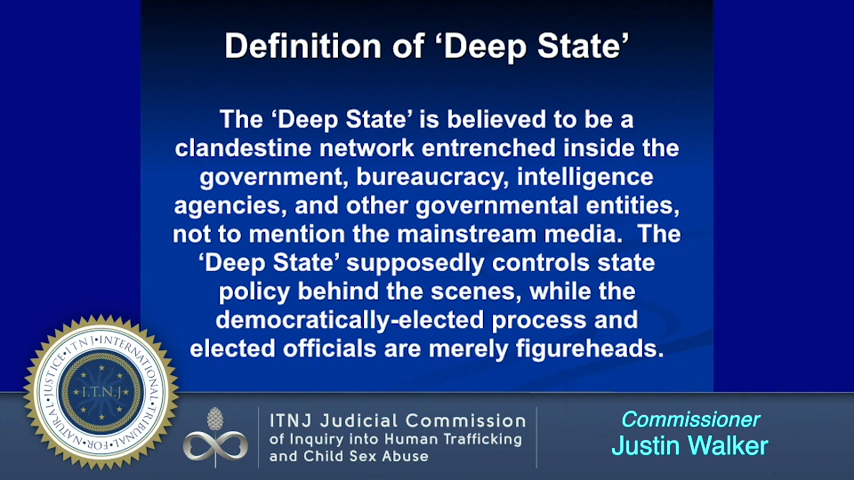 Definition of ‘Deep State’
The ‘Deep State’ is believed to be a
clandestine network entrenched inside the
government, bureaucracy, intelligence
agencies, and other governmental entities,
not to mention the mainstream media.  The
‘Deep State’ supposedly controls state
policy behind the scenes, while the
democratically-elected process and
elected officials are merely figureheads.
INTERNATIONAL·TRIBUNAL·FOR·NATURAL·JUSTICE·ITNJ·
I.T.N.J
ITNJ Judicial Commission
of Inquiry into Human Trafficking
and Child Sex Abuse
Commissioner
Justin Walker